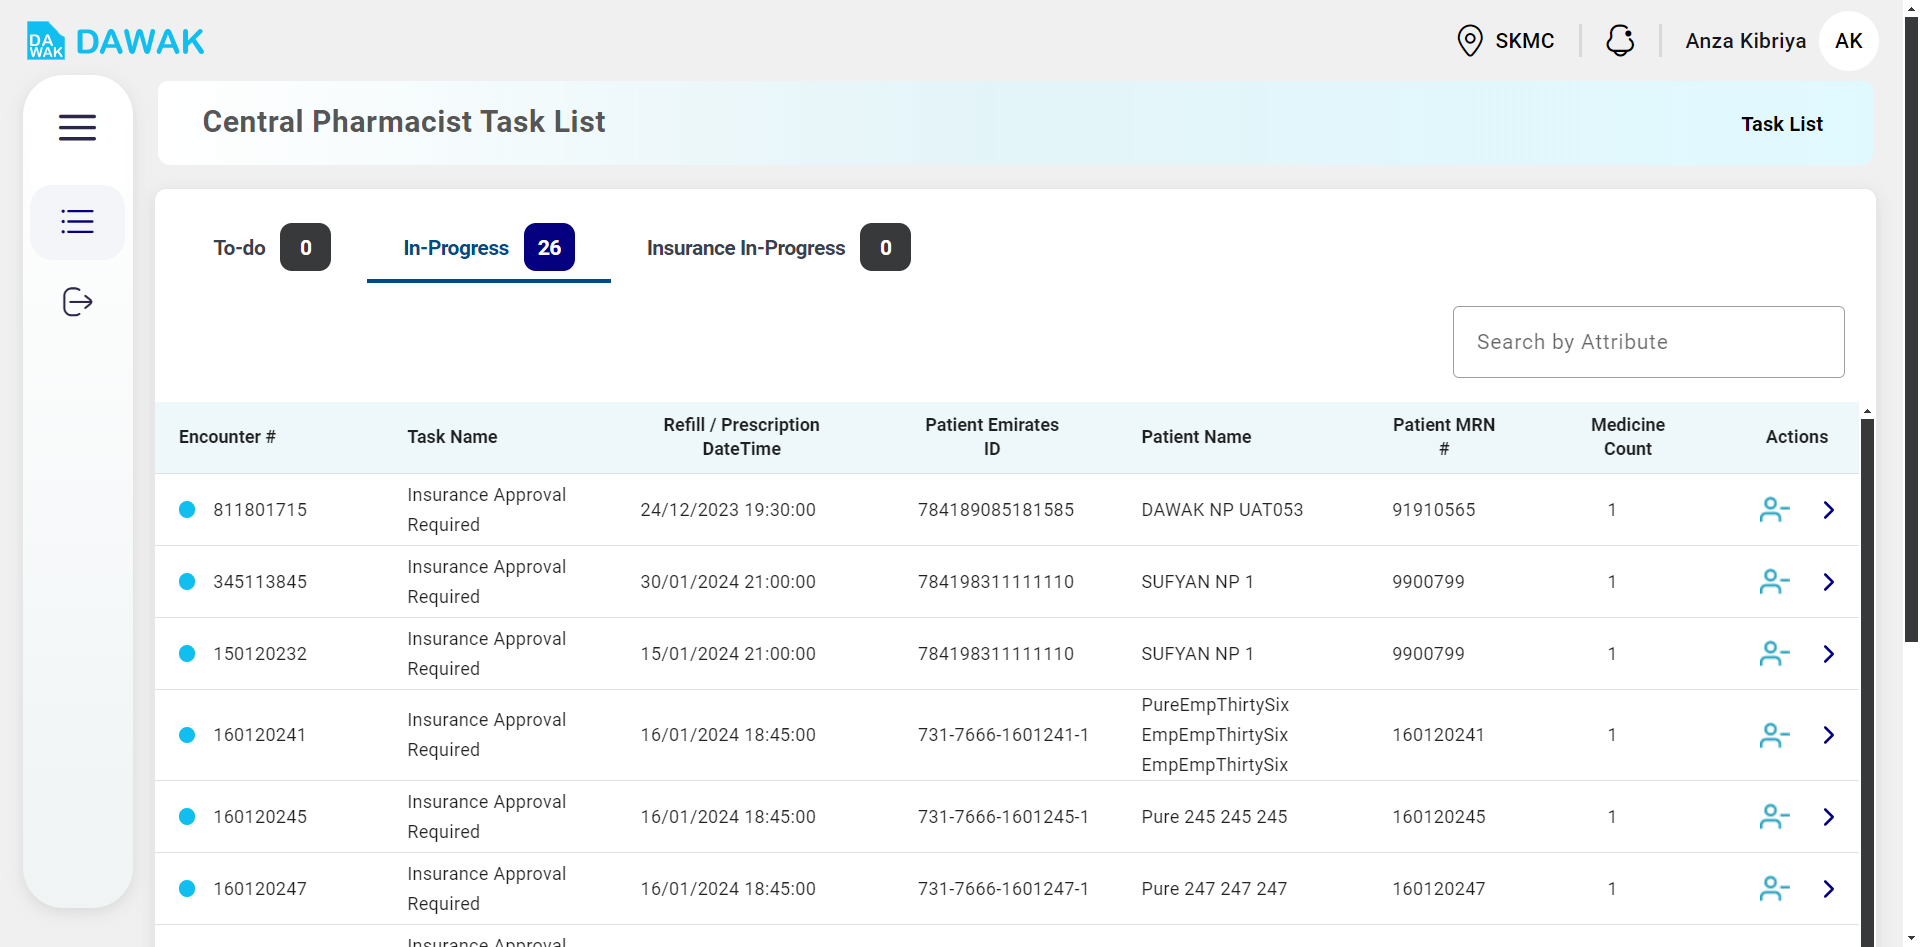 DA
WAK
DAWAK
SKMC
Anza Kibriya
AK
Central Pharmacist Task List
Task List
To-do 0
In-Progress 26
Insurance In-Progress 0
Search by Attribute
Encounter #
Task Name
Refill / Prescription
DateTime
Patient Emirates
ID
Patient Name
Patient MRN
#
Medicine
Count
Actions
811801715
Insurance Approval
Required
24/12/2023 19:30:00
784189085181585
DAWAK NP UAT053
91910565
1
345113845
Insurance Approval
Required
30/01/2024 21:00:00
784198311111110
SUFYAN NP 1
9900799
1
150120232
Insurance Approval
Required
15/01/2024 21:00:00
784198311111110
SUFYAN NP 1
9900799
1
160120241
Insurance Approval
Required
16/01/2024 18:45:00
731-7666-1601241-1
PureEmpThirtySix
EmpEmpThirtySix
EmpEmpThirtySix
160120241
1
160120245
Insurance Approval
Required
16/01/2024 18:45:00
731-7666-1601245-1
Pure 245 245 245
160120245
1
160120247
Insurance Approval
Required
16/01/2024 18:45:00
731-7666-1601247-1
Pure 247 247 247
160120247
1
Insurance Approval